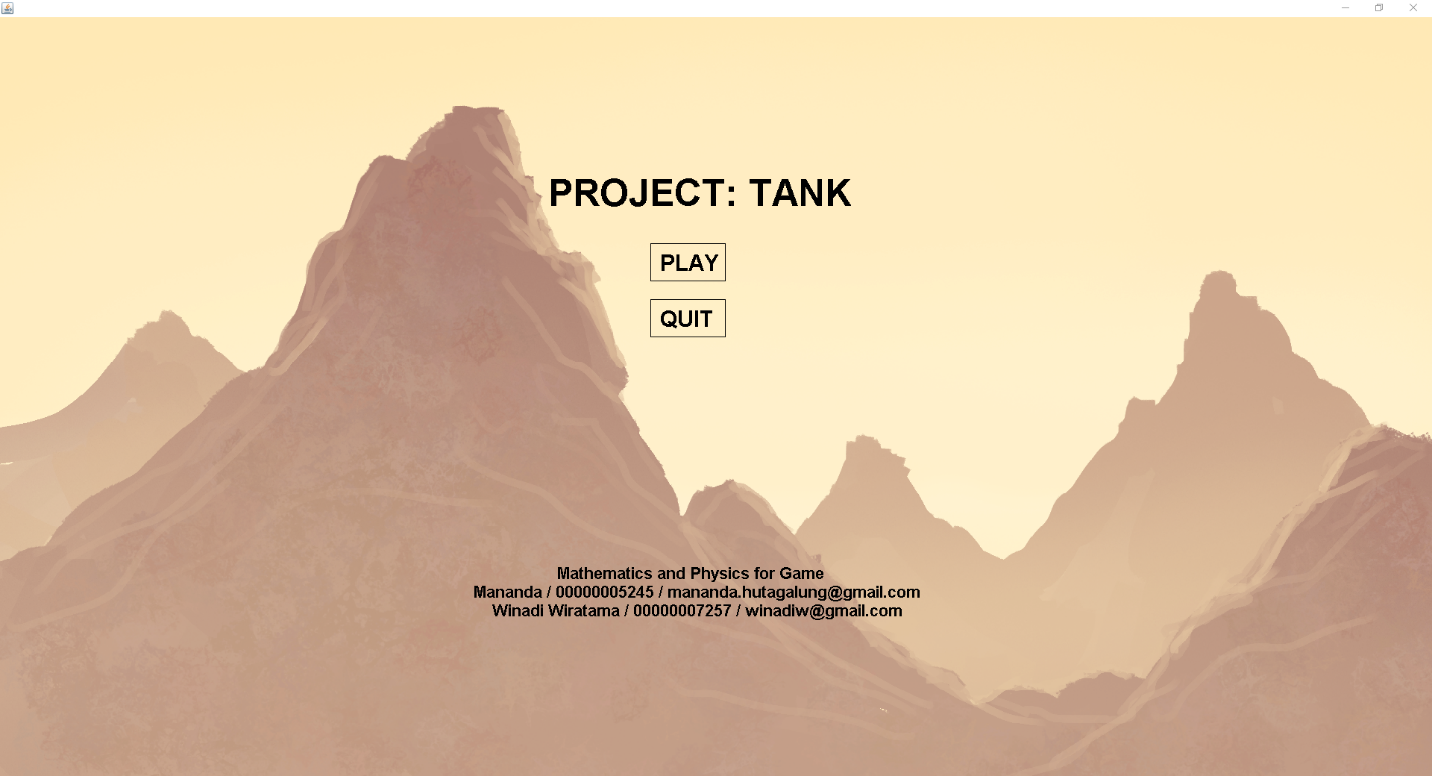 PROJECT: TANK
PLAY
QUIT
Mathematics and Physics for Game
Mananda / 00000005245 / mananda.hutagalung@gmail.com
Winadi Wiratama / 00000007257 / winadiw@gmail.com